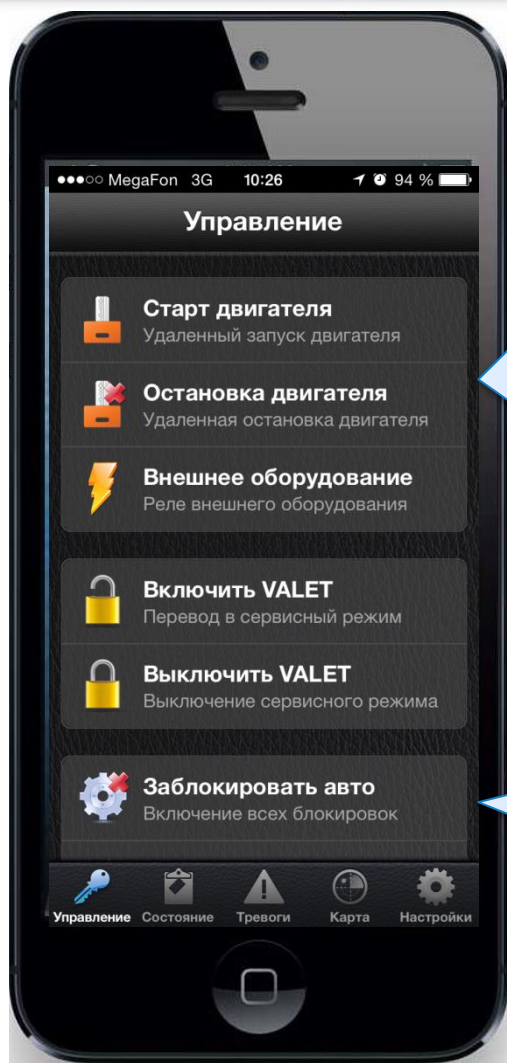 MegaFon 3G 10:26 94 %
Управление
Старт двигателя
Удаленный запуск двигателя
Остановка двигателя
Удаленная остановка двигателя
Внешнее оборудование
Реле внешнего оборудования
Включить VALET
Перевод в сервисный режим
Выключить VALET
Выключение сервисного режима
Заблокировать авто
Включение всех блокировок
Управление Состояние Тревоги Карта Настройки